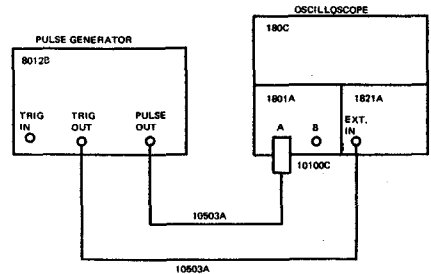 OSCILLOSCOPE
PULSE GENERATOR
180C
8012B
1801A
1821A
TRIG IN
TRIG OUT
PULSE OUT
A
B
EXT. IN
10100C
10503A
10503A